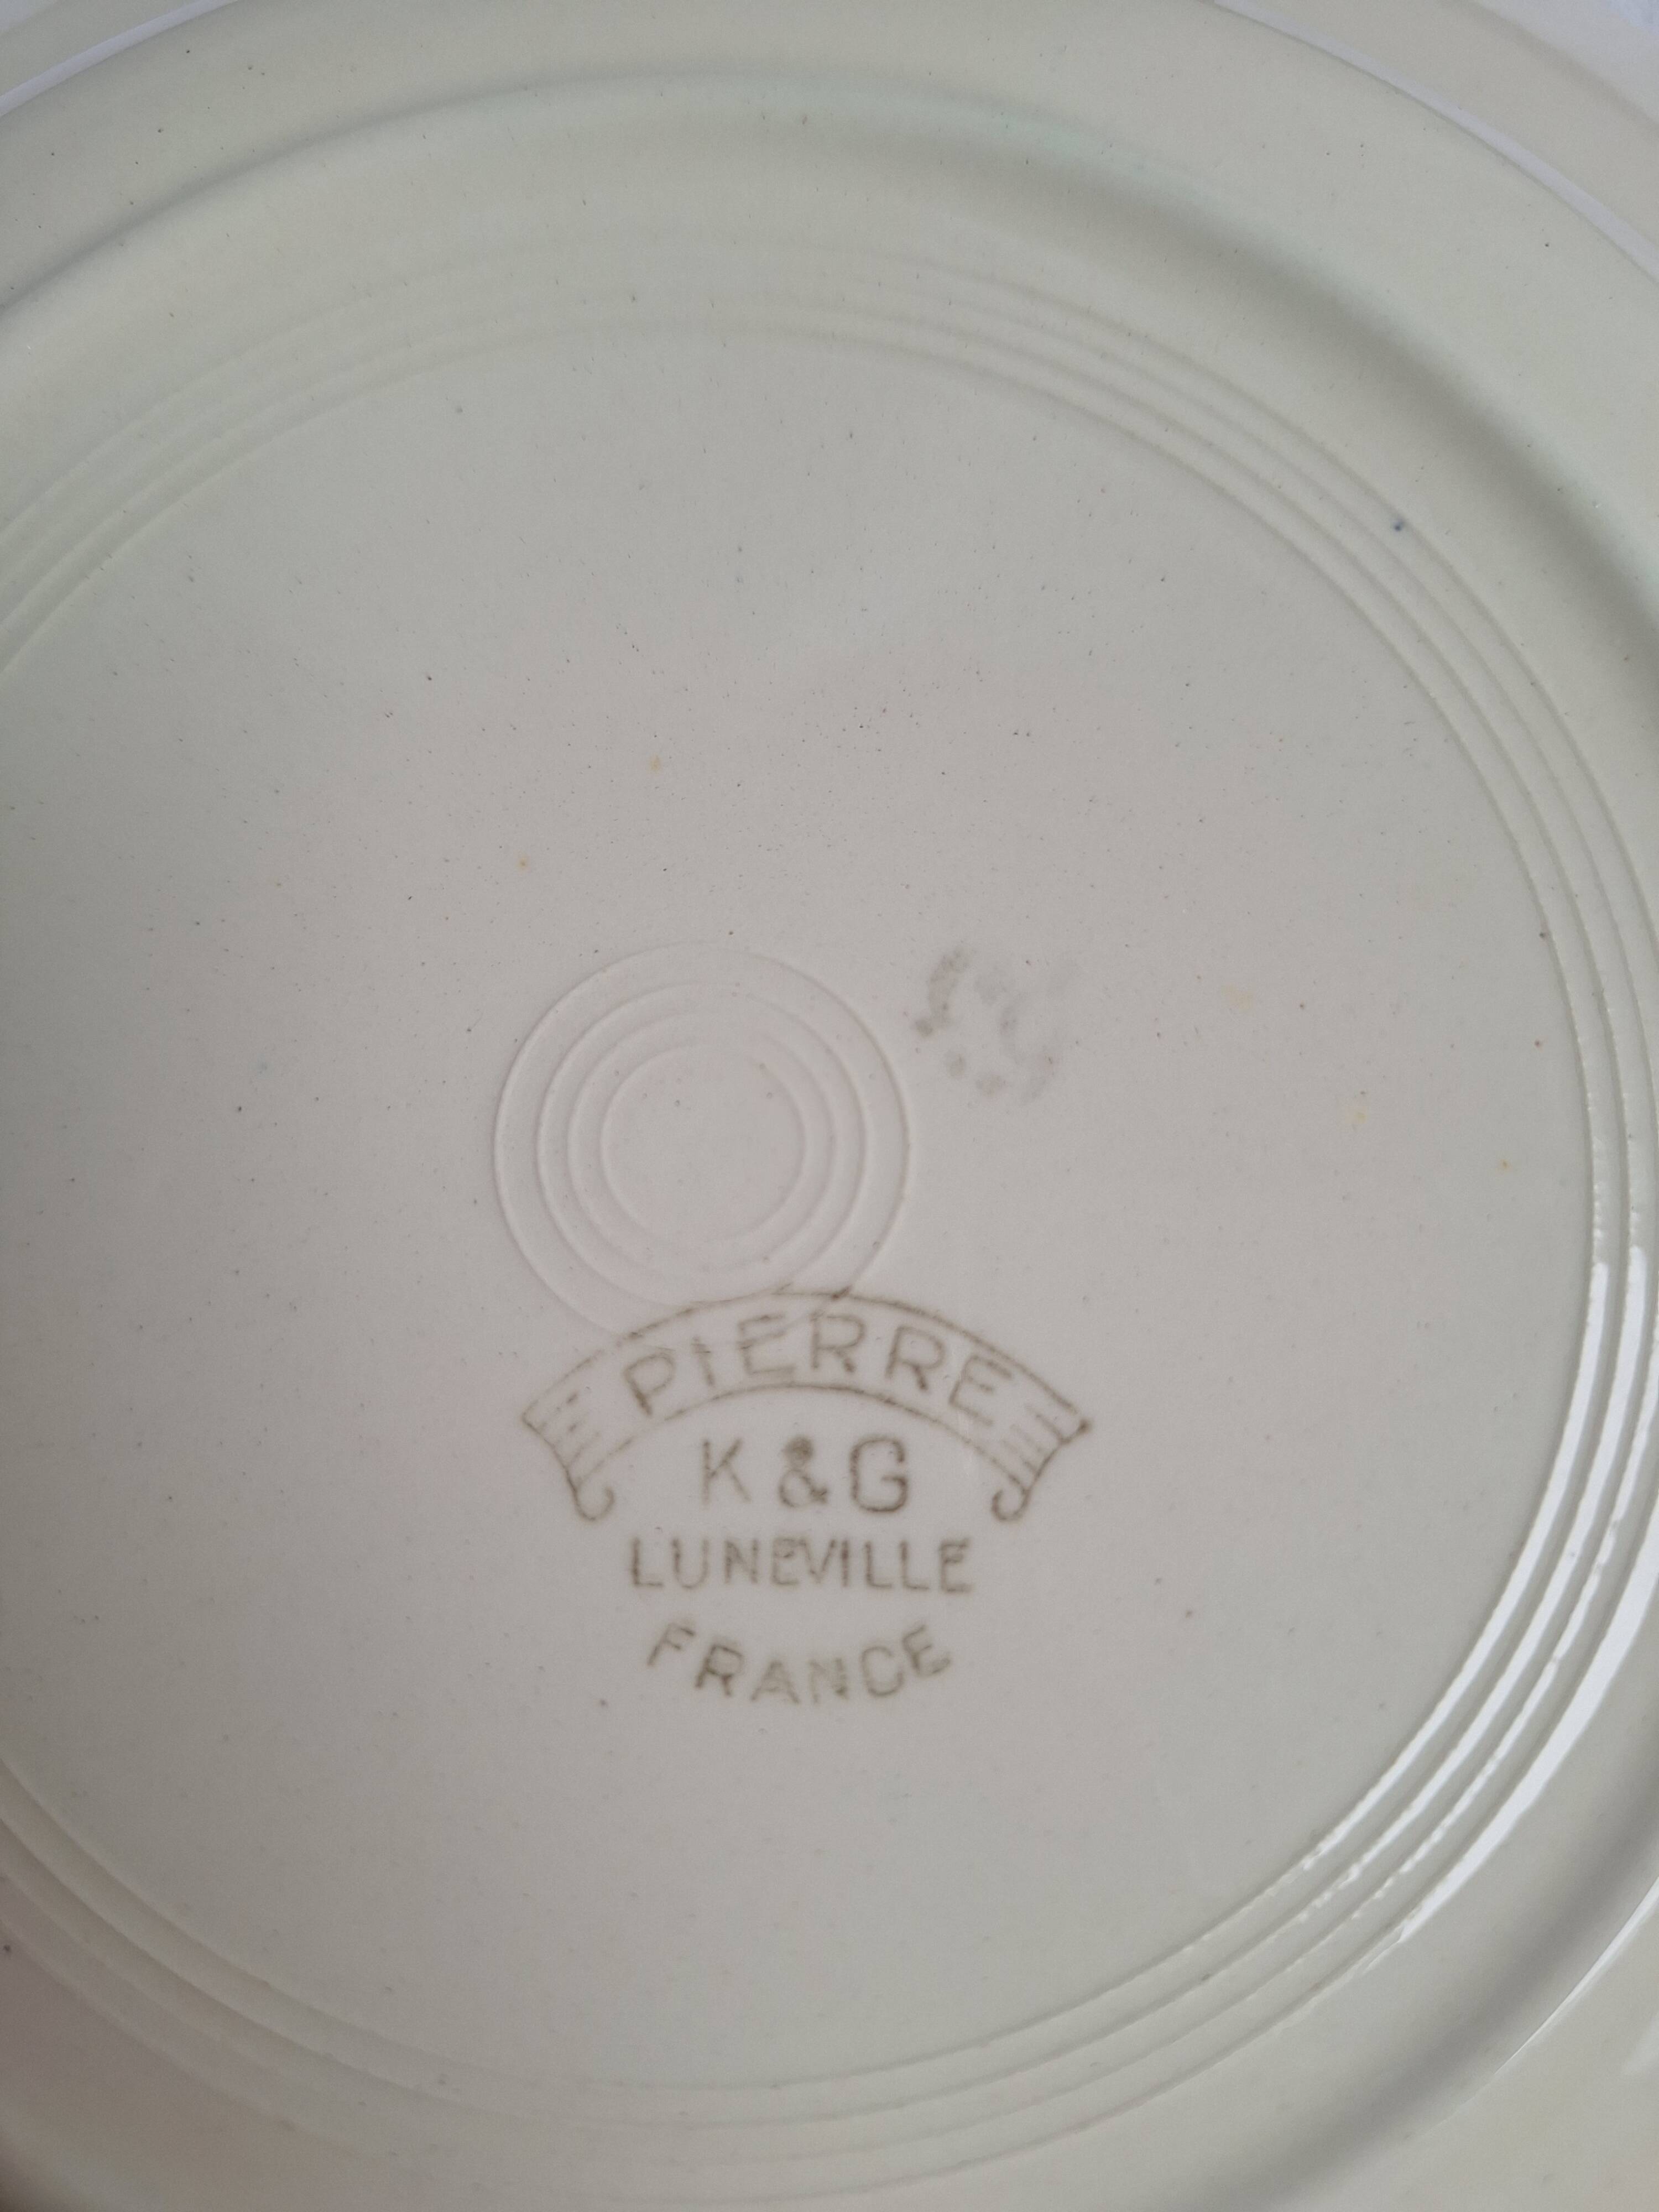 PIERRE
K & G
LUNEVILLE
FRANCE